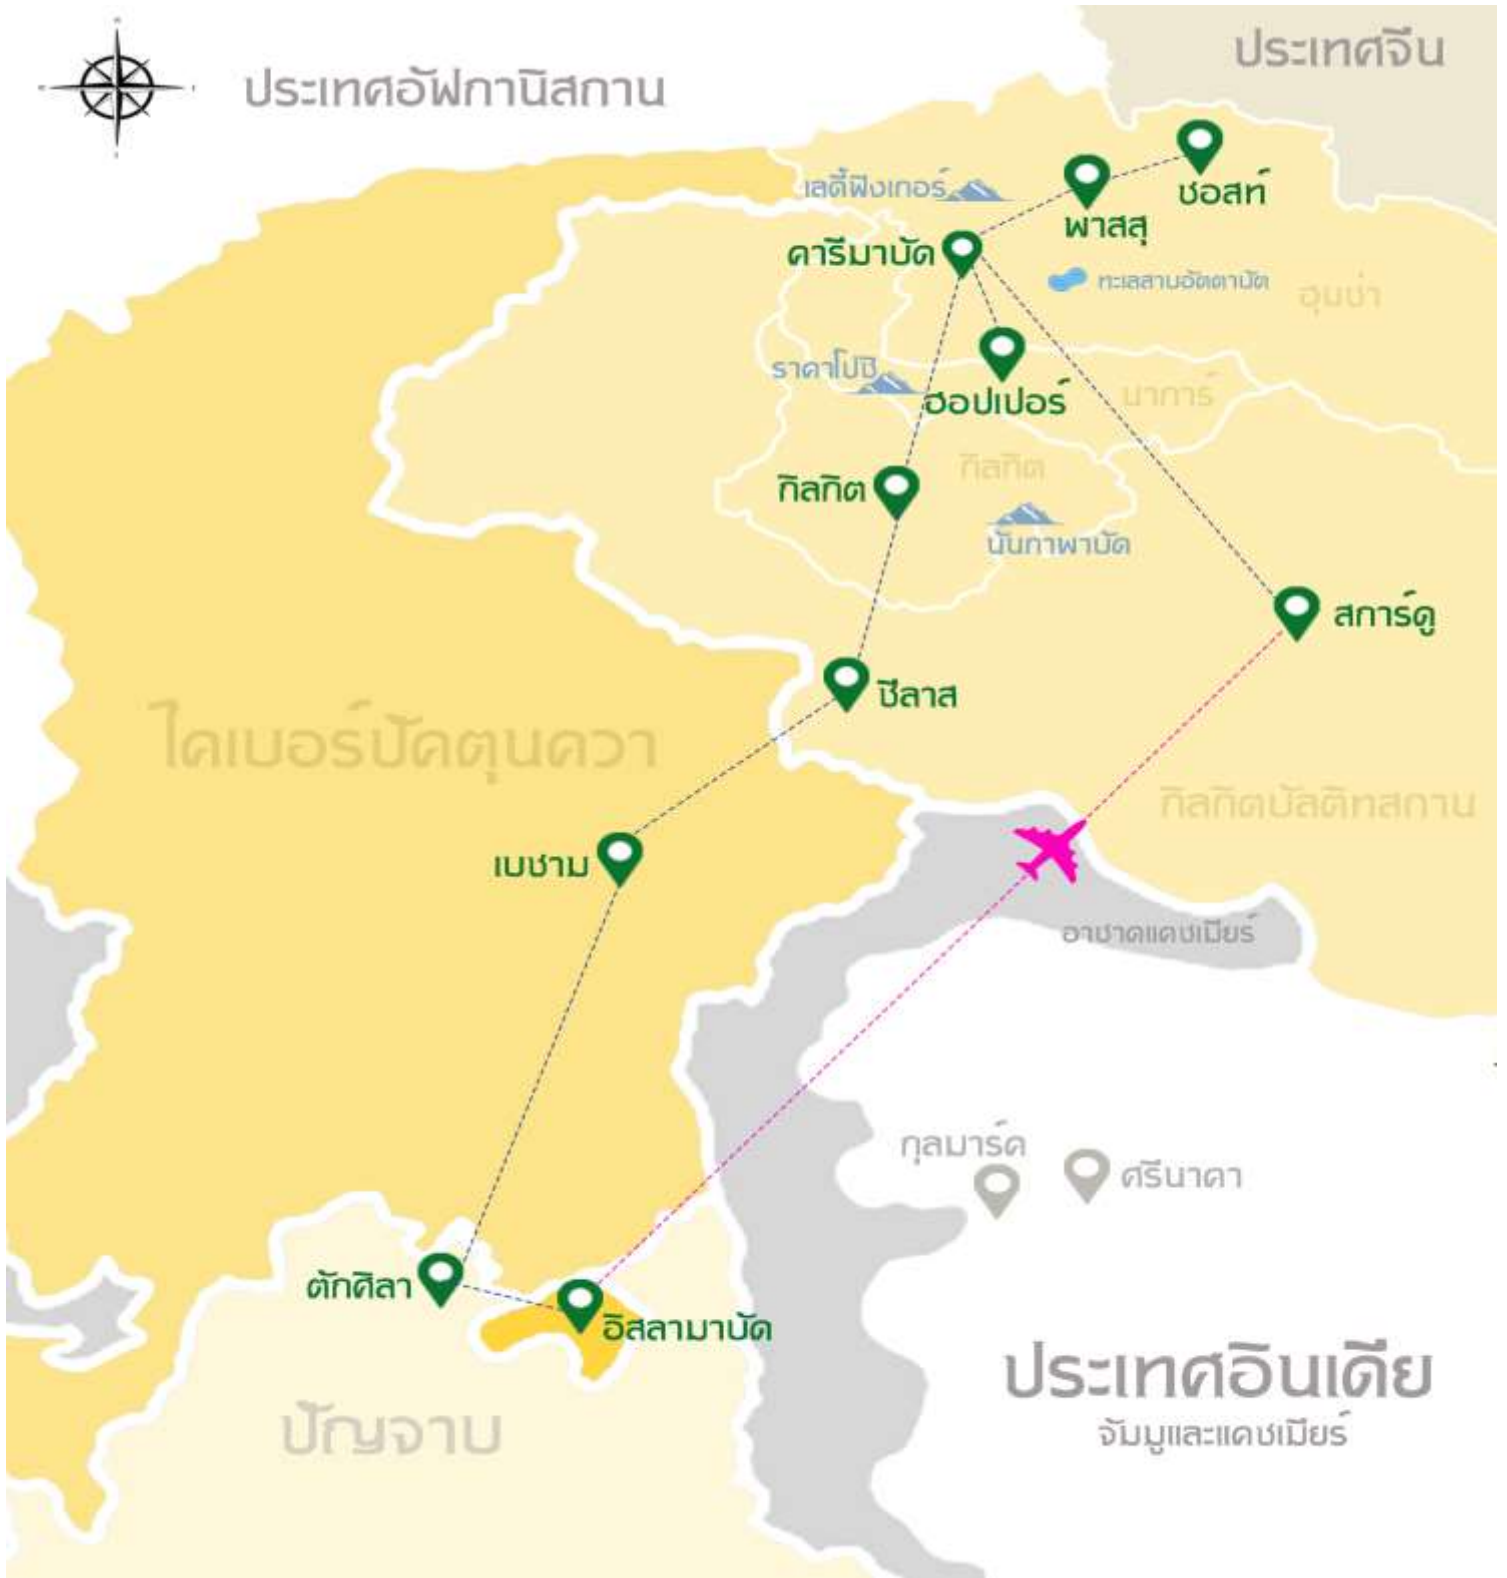 ประเทศจีน
ประเทศอัฟกานิสถาน
เลดี้ฟิงเกอร์
ซอสท์
พาสสุ
คารีมาบัด
ทะเลสาบอัตตาบัด
ฮุนซ่า
ราคาโปชิ
นาการ์
ฮอปเปอร์
กิลกิต
กิลกิต
นันกาพาบัด
สการ์ดู
ชีลาส
ไคเบอร์ปัคตุนควา
กิลกิตบัลติทสถาน
เบชาม
อาซาดแคชเมียร์
กุลมาร์ค
ศรีนาคา
ตักศิลา
อิสลามาบัด
ประเทศอินเดีย
จัมมูและแคชเมียร์
ปัญจาบ